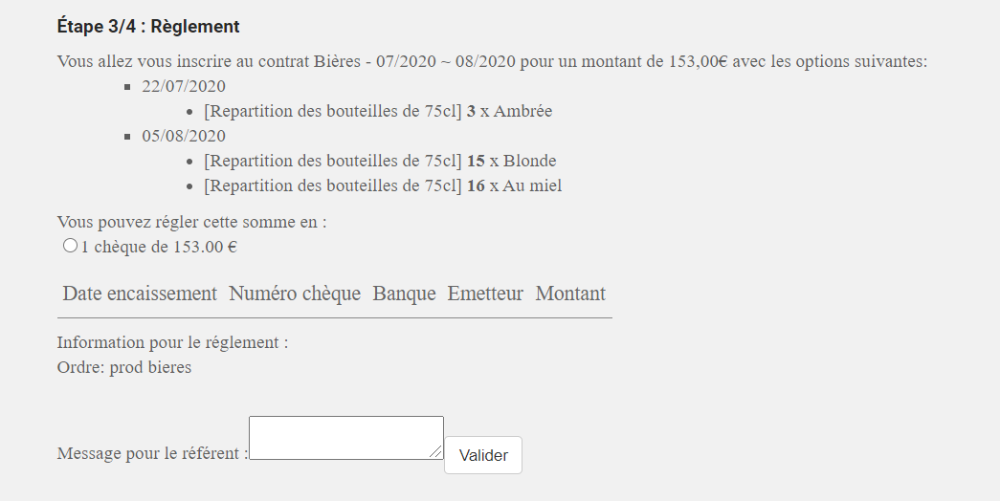 Étape 3/4 : Règlement
Vous allez vous inscrire au contrat Bières - 07/2020 ~ 08/2020 pour un montant de 153,00€ avec les options suivantes:
22/07/2020
[Repartition des bouteilles de 75cl] 3 x Ambrée
05/08/2020
[Repartition des bouteilles de 75cl] 15 x Blonde
[Repartition des bouteilles de 75cl] 16 x Au miel
Vous pouvez régler cette somme en :
1 chèque de 153.00 €
Date encaissement Numéro chèque Banque Emetteur Montant
Information pour le réglement :
Ordre: prod bieres
Message pour le référent :
Valider